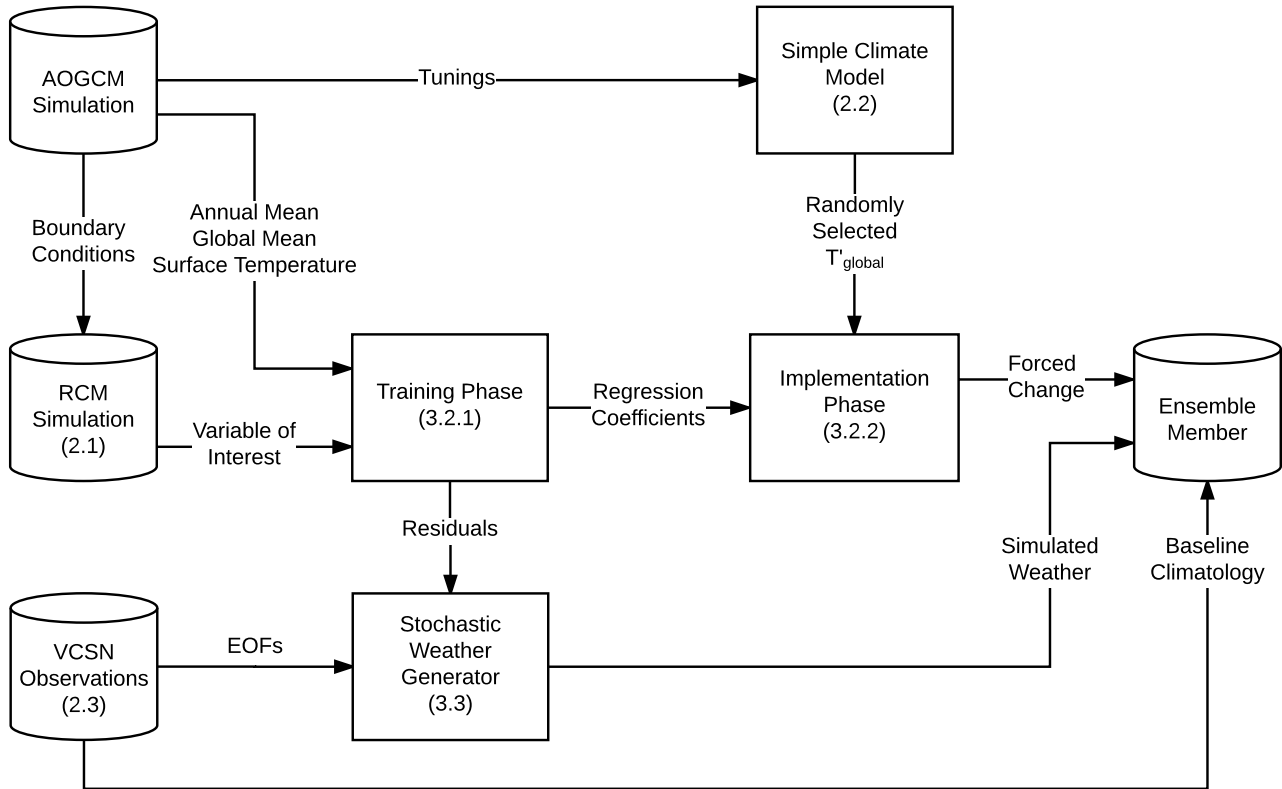 AOGCM
Simulation
Tunings
Simple Climate
Model
(2.2)
Boundary
Conditions
Annual Mean
Global Mean
Surface Temperature
Randomly
Selected
T'global
RCM
Simulation
(2.1)
Variable of
Interest
Training Phase
(3.2.1)
Regression
Coefficients
Implementation
Phase
(3.2.2)
Forced
Change
Ensemble
Member
Residuals
Simulated
Weather
Baseline
Climatology
VCSN
Observations
(2.3)
EOFs
Stochastic
Weather
Generator
(3.3)